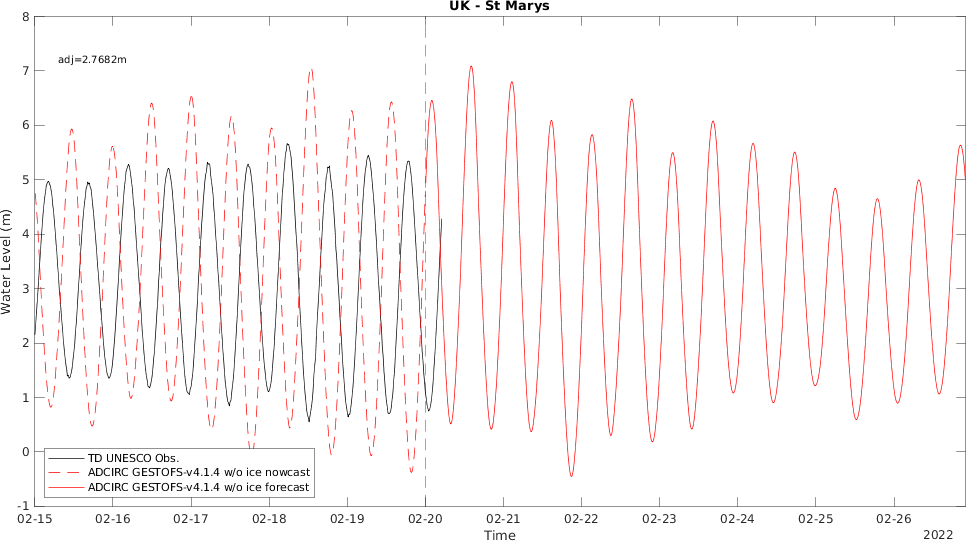 UK - St Marys
8
7
6
5
4
3
2
1
0
-1
Water Level (m)
adj=2.7682m
TD UNESCO Obs.
ADCIRC GESTOFS-v4.1.4 w/o ice nowcast
ADCIRC GESTOFS-v4.1.4 w/o ice forecast
02-15 02-16 02-17 02-18 02-19 02-20 02-21 02-22 02-23 02-24 02-25 02-26
Time
2022